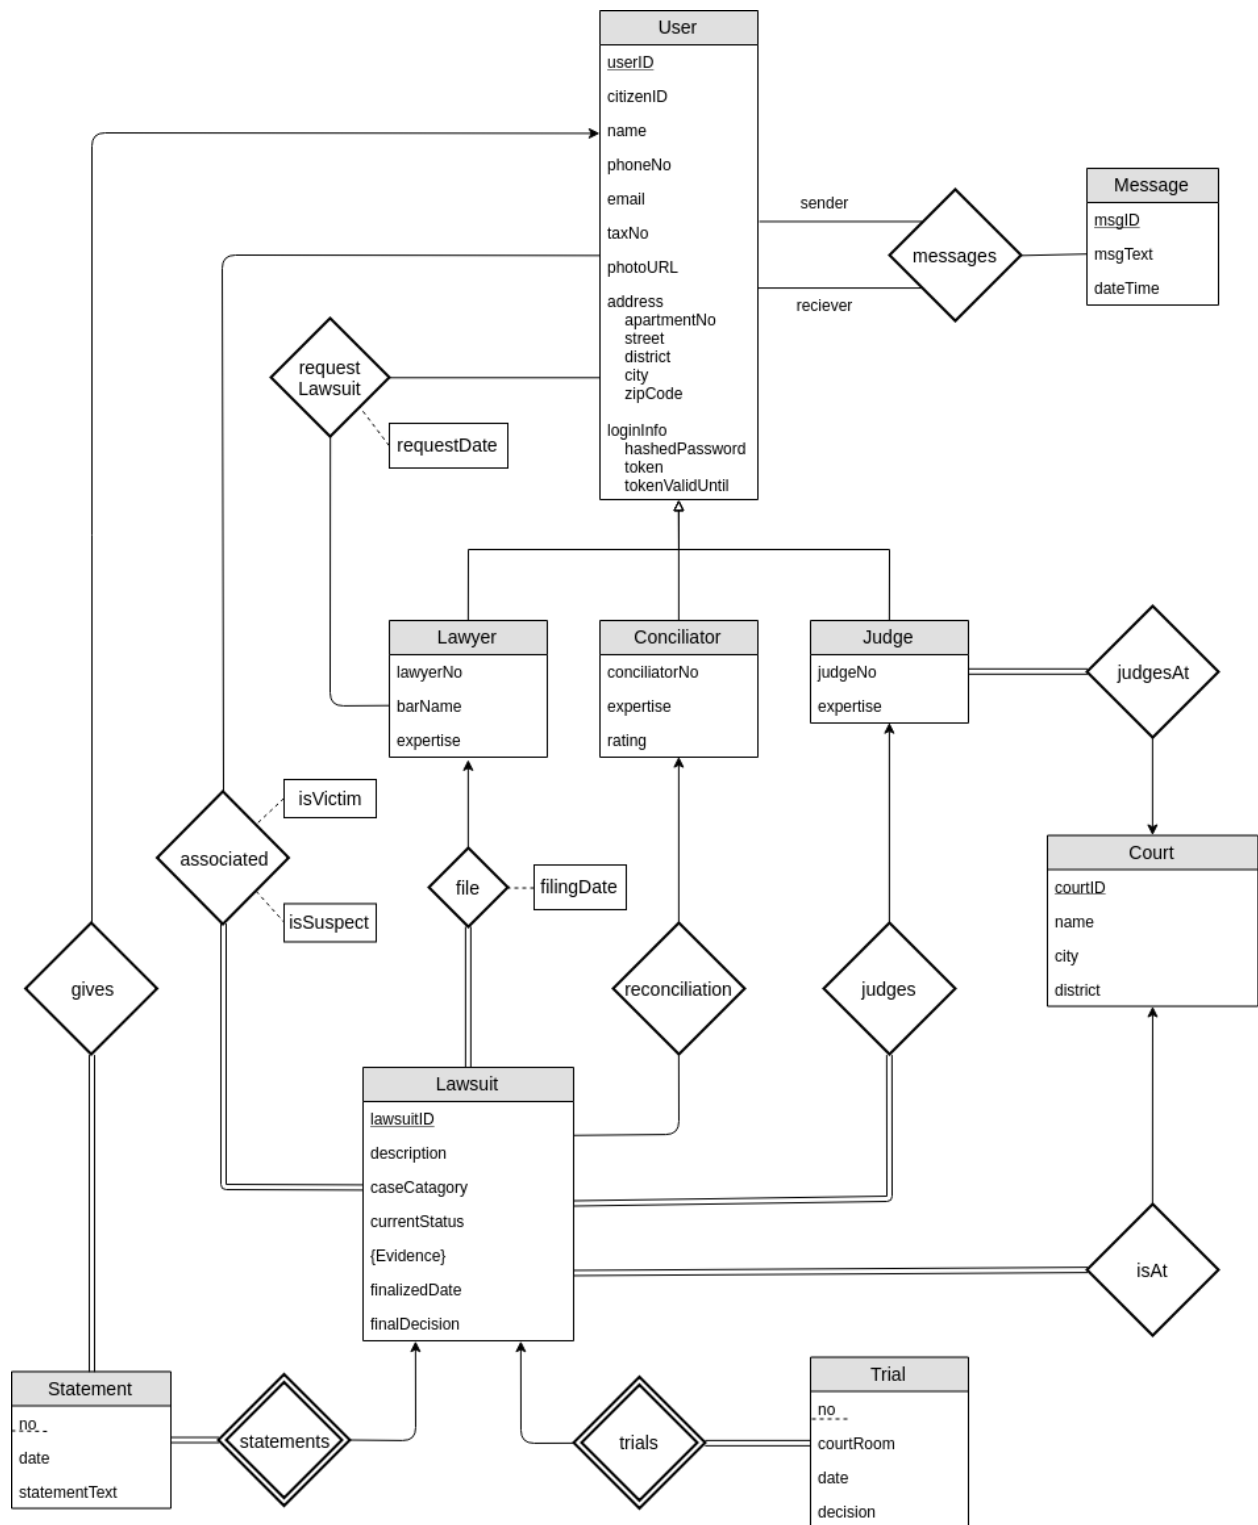 User
userID
citizenID
name
phoneNo
email
taxNo
photoURL
address
apartmentNo
street
district
city
zipCode
loginInfo
hashedPassword
token
tokenValidUntil
sender
reciever
messages
Message
msgID
msgText
dateTime
request
Lawsuit
requestDate
Lawyer
lawyerNo
barName
expertise
Conciliator
conciliatorNo
expertise
rating
Judge
judgeNo
expertise
judgesAt
isVictim
associated
isSuspect
file
filingDate
Court
courtID
name
city
district
gives
reconciliation
judges
Lawsuit
lawsuitID
description
caseCatagory
currentStatus
{Evidence}
finalizedDate
finalDecision
isAt
Statement
no
date
statementText
statements
trials
Trial
no
courtRoom
date
decision